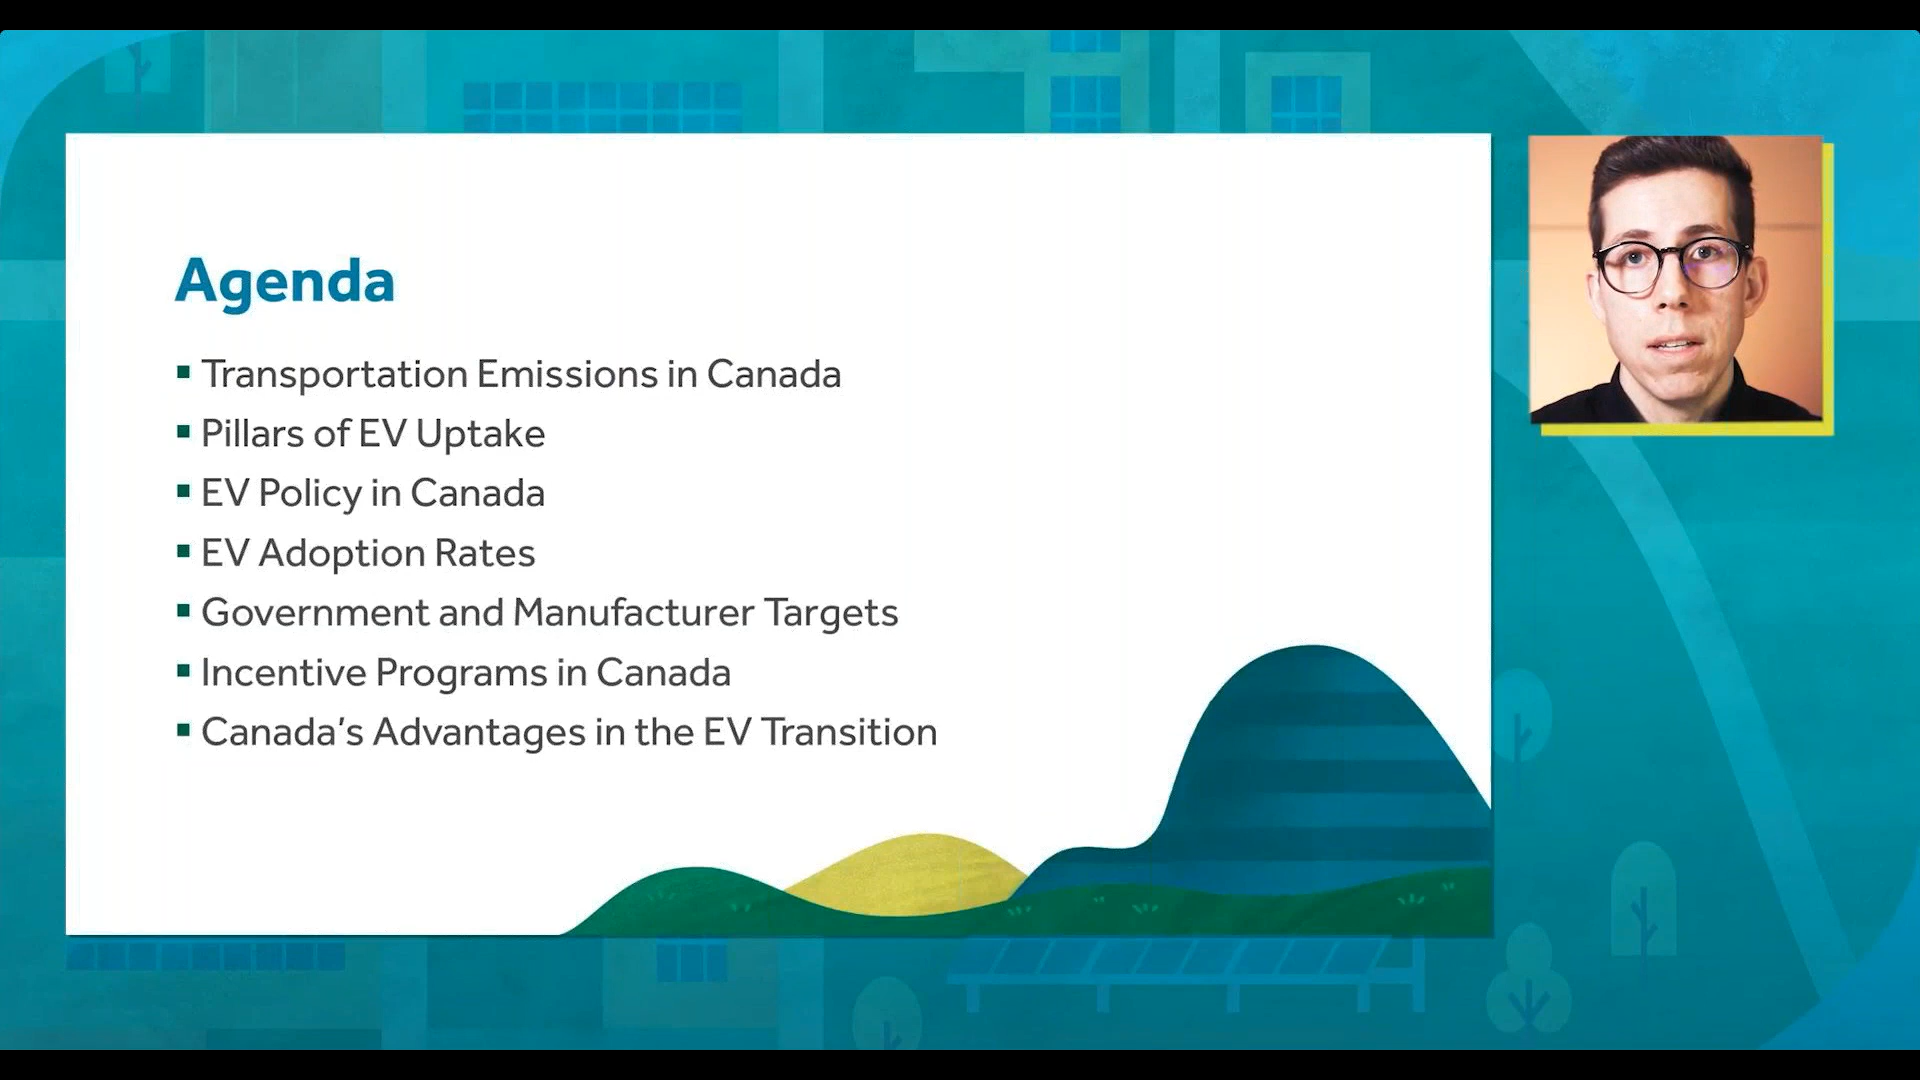 Agenda
Transportation Emissions in Canada
Pillars of EV Uptake
EV Policy in Canada
EV Adoption Rates
Government and Manufacturer Targets
Incentive Programs in Canada
Canada’s Advantages in the EV Transition